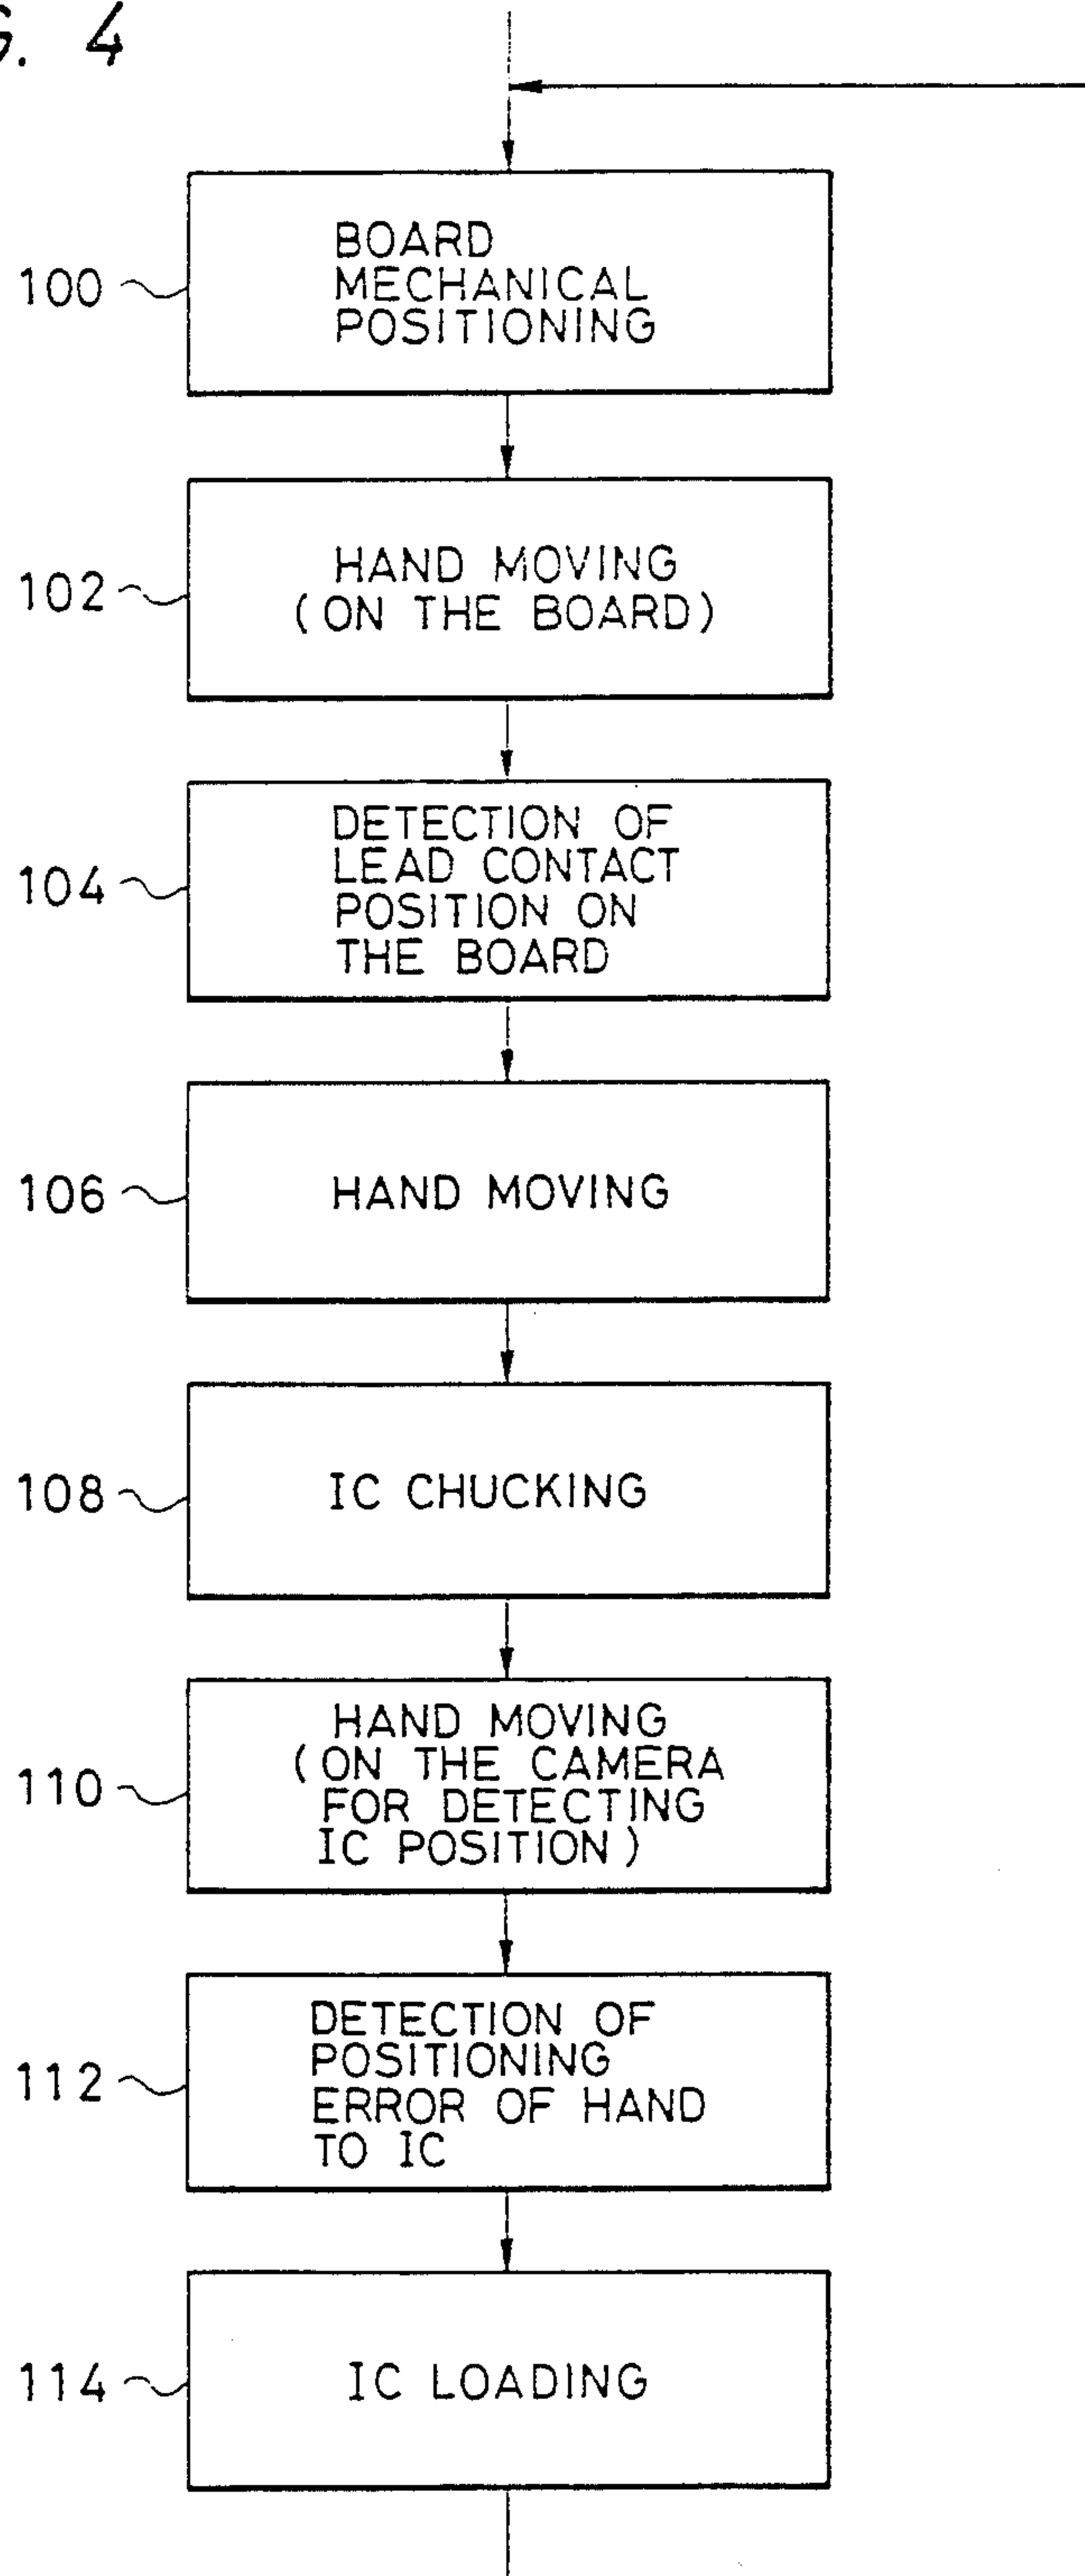 G. 4
100
BOARD
MECHANICAL
POSITIONING
102
HAND MOVING
(ON THE BOARD)
104
DETECTION OF
LEAD CONTACT
POSITION ON
THE BOARD
106
HAND MOVING
108
IC CHUCKING
110
HAND MOVING
(ON THE CAMERA
FOR DETECTING
IC POSITION)
112
DETECTION OF
POSITIONING
ERROR OF HAND
TO IC
114
IC LOADING